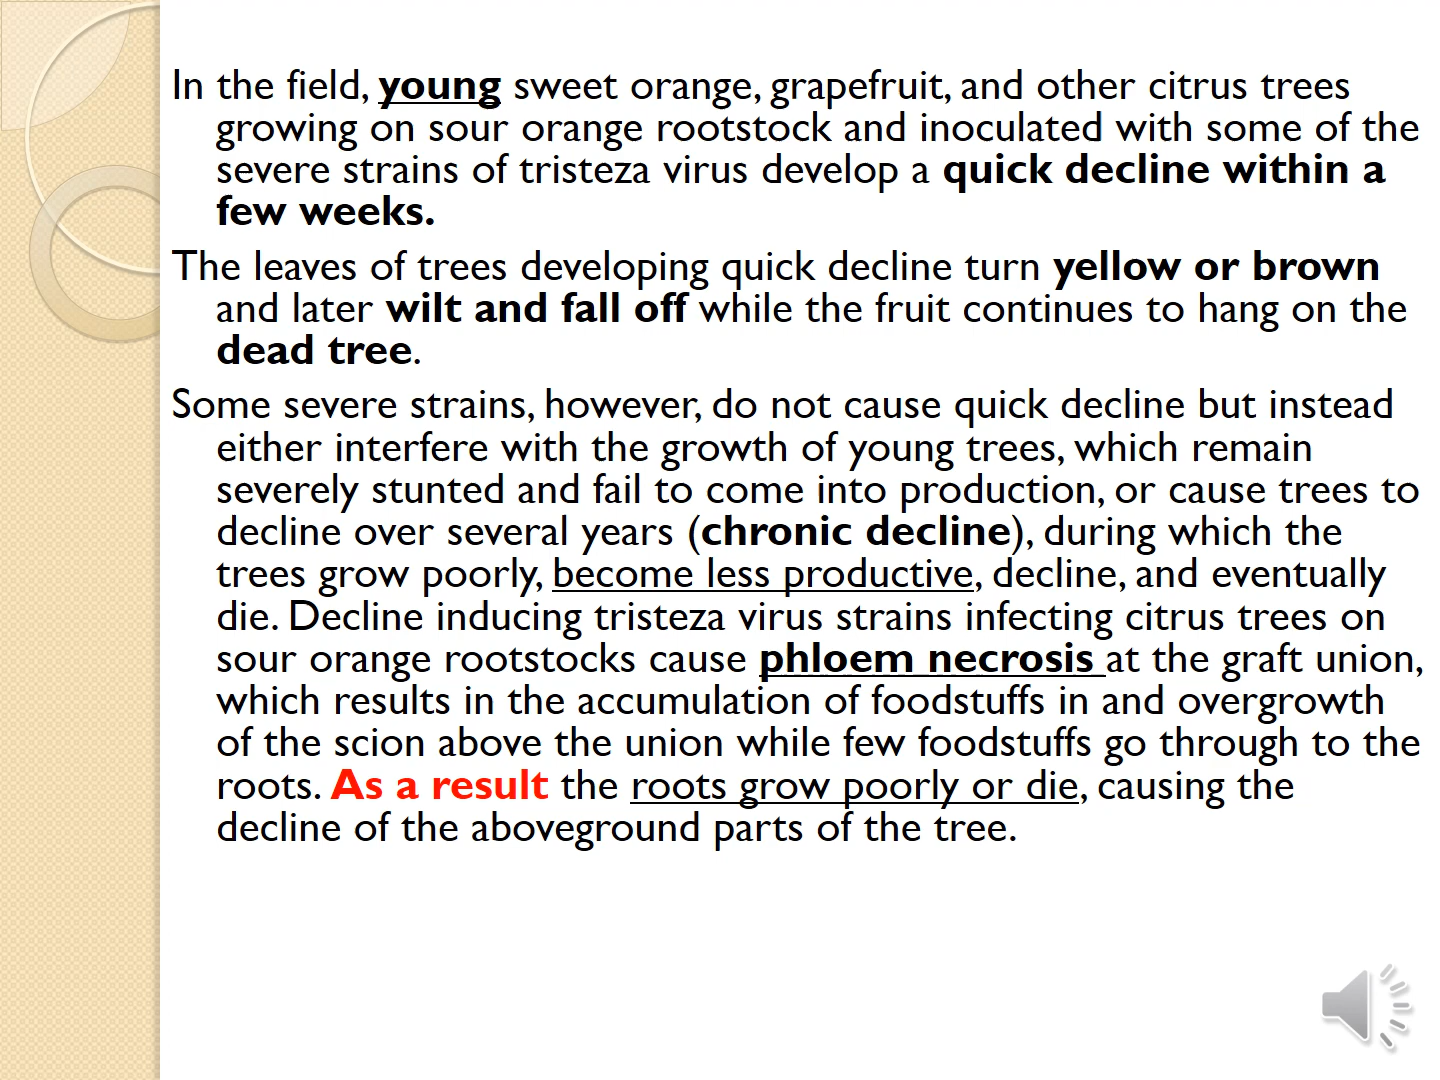 In the field, young sweet orange, grapefruit, and other citrus trees
growing on sour orange rootstock and inoculated with some of the
severe strains of tristeza virus develop a quick decline within a
few weeks.
The leaves of trees developing quick decline turn yellow or brown
and later wilt and fall off while the fruit continues to hang on the
dead tree.
Some severe strains, however, do not cause quick decline but instead
either interfere with the growth of young trees, which remain
severely stunted and fail to come into production, or cause trees to
decline over several years (chronic decline), during which the
trees grow poorly, become less productive, decline, and eventually
die. Decline inducing tristeza virus strains infecting citrus trees on
sour orange rootstocks cause phloem necrosis at the graft union,
which results in the accumulation of foodstuffs in and overgrowth
of the scion above the union while few foodstuffs go through to the
roots. As a result the roots grow poorly or die, causing the
decline of the aboveground parts of the tree.